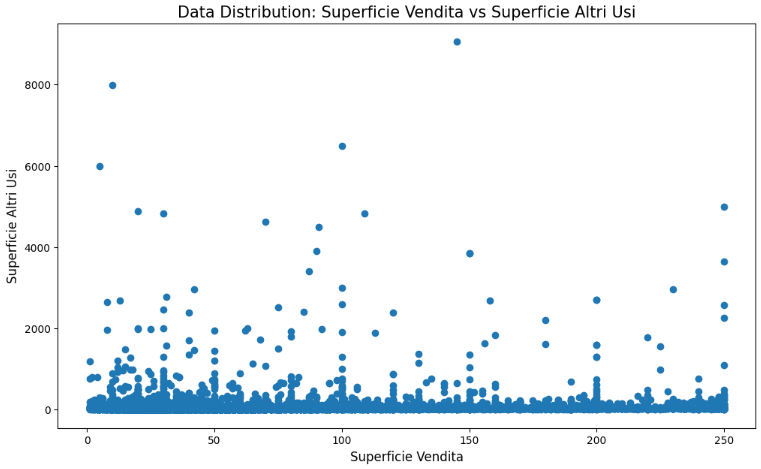 Data Distribution: Superficie Vendita vs Superficie Altri Usi
8000
6000
4000
2000
0
Superficie Altri Usi
0 50 100 150 200 250
Superficie Vendita